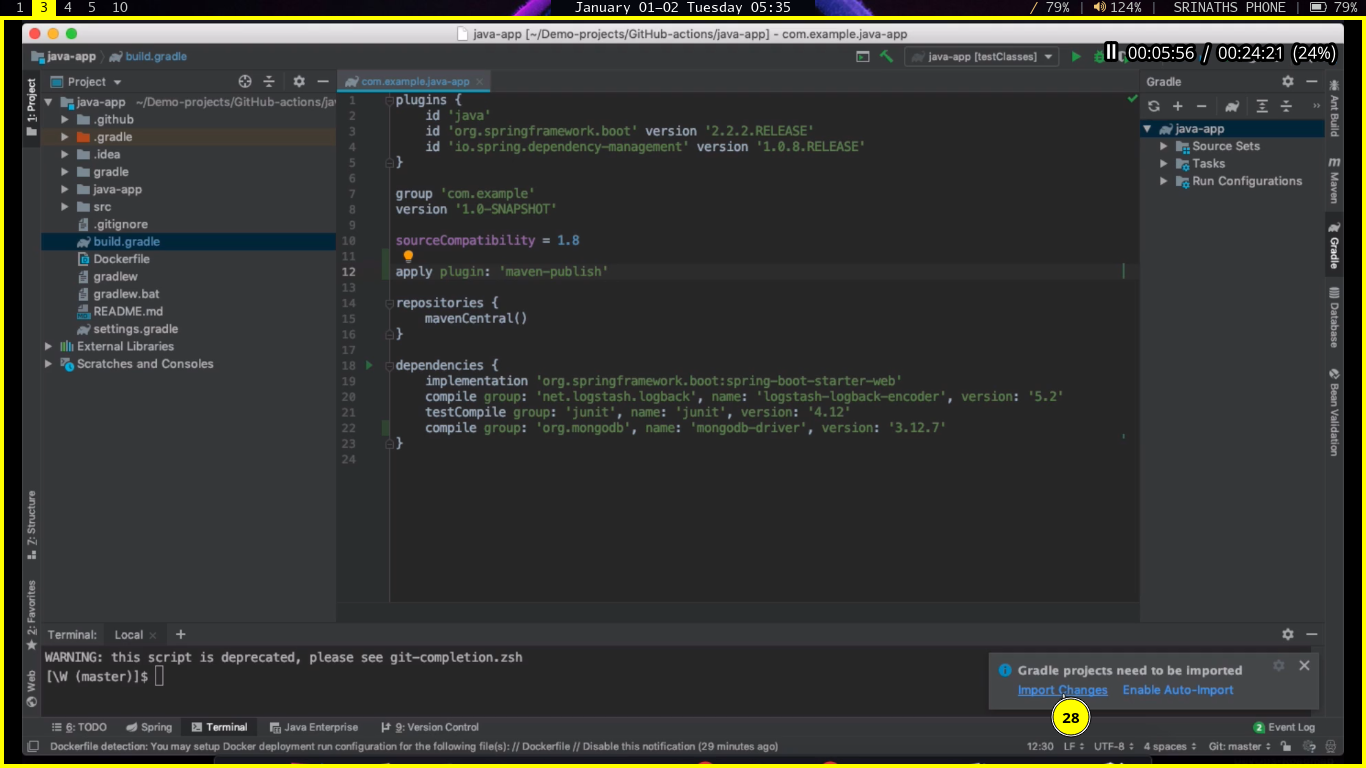 1 3 4 5 10
January 01-02 Tuesday 05:35
/ 79% | 124% | SRINATHS PHONE | 79%
java-app [~/Demo-projects/GitHub-actions/java-app] - com.example.java-app
java-app build.gradle
java-app [testClasses]
00:05:56 / 00:24:21 (24%)
1: Project
Project
java-app ~/Demo-projects/GitHub-actions/ja
.github
.gradle
.idea
gradle
java-app
src
.gitignore
build.gradle
Dockerfile
gradlew
gradlew.bat
README.md
settings.gradle
External Libraries
Scratches and Consoles
com.example.java-app
1 plugins {
2 id 'java'
3 id 'org.springframework.boot' version '2.2.2.RELEASE'
4 id 'io.spring.dependency-management' version '1.0.8.RELEASE'
5 }
6
7 group 'com.example'
8 version '1.0-SNAPSHOT'
9
10 sourceCompatibility = 1.8
11
12 apply plugin: 'maven-publish'
13
14 repositories {
15 mavenCentral()
16 }
17
18 dependencies {
19 implementation 'org.springframework.boot:spring-boot-starter-web'
20 compile group: 'net.logstash.logback', name: 'logstash-logback-encoder', version: '5.2'
21 testCompile group: 'junit', name: 'junit', version: '4.12'
22 compile group: 'org.mongodb', name: 'mongodb-driver', version: '3.12.7'
23 }
24
Gradle
java-app
Source Sets
Tasks
Run Configurations
Ant Build
Maven
Gradle
Database
Bean Validation
7: Structure
2: Favorites
Web
Terminal: Local
WARNING: this script is deprecated, please see git-completion.zsh
[\W (master)]$
Gradle projects need to be imported
Import Changes Enable Auto-Import
28
6: TODO Spring Terminal Java Enterprise 9: Version Control
2 Event Log
Dockerfile detection: You may setup Docker deployment run configuration for the following file(s): // Dockerfile // Disable this notification (29 minutes ago)
12:30 LF UTF-8 4 spaces Git: master